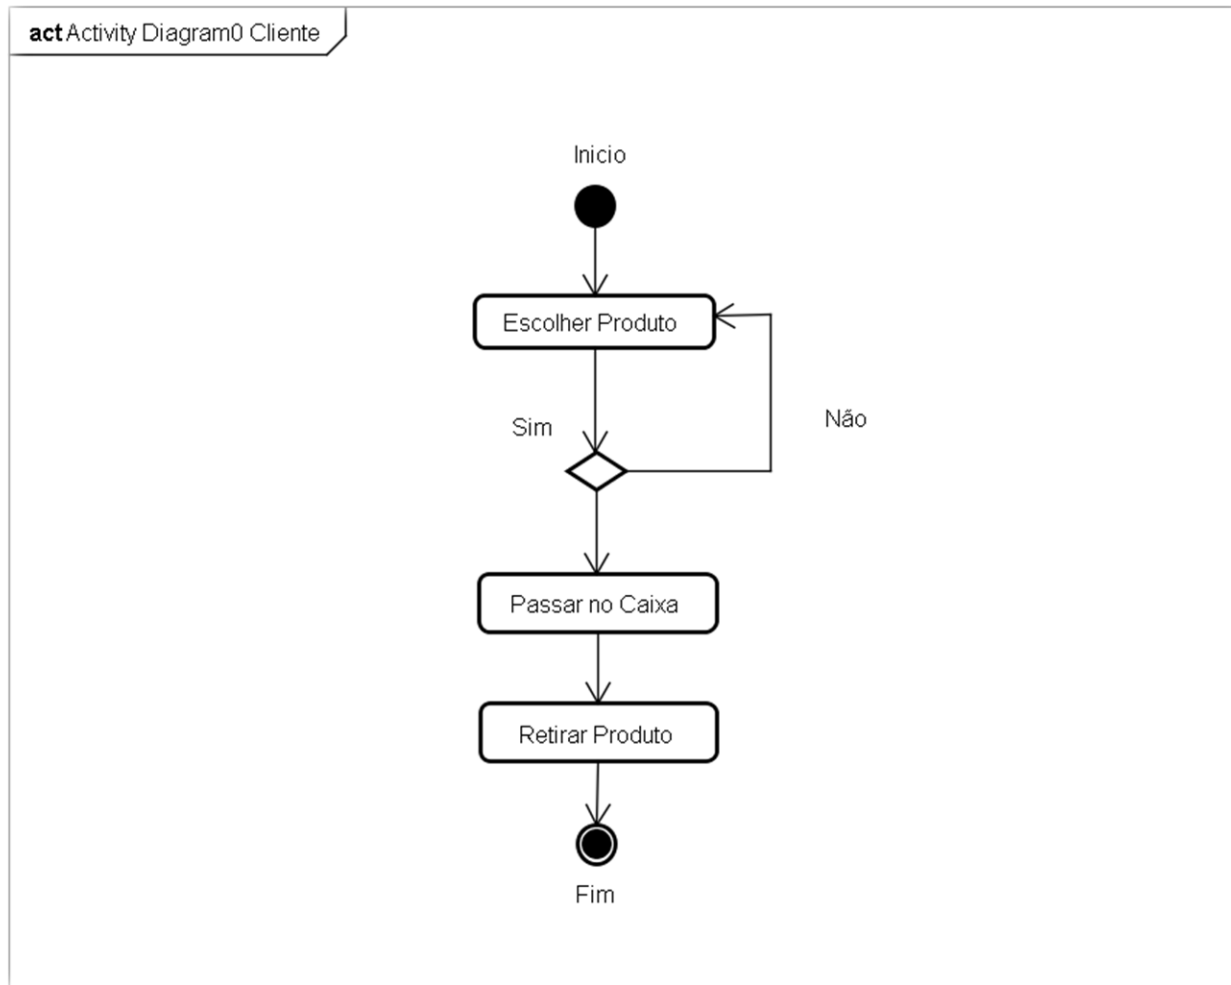 act Activity Diagram0 Cliente
Inicio
Escolher Produto
Não
Sim
Passar no Caixa
Retirar Produto
Fim